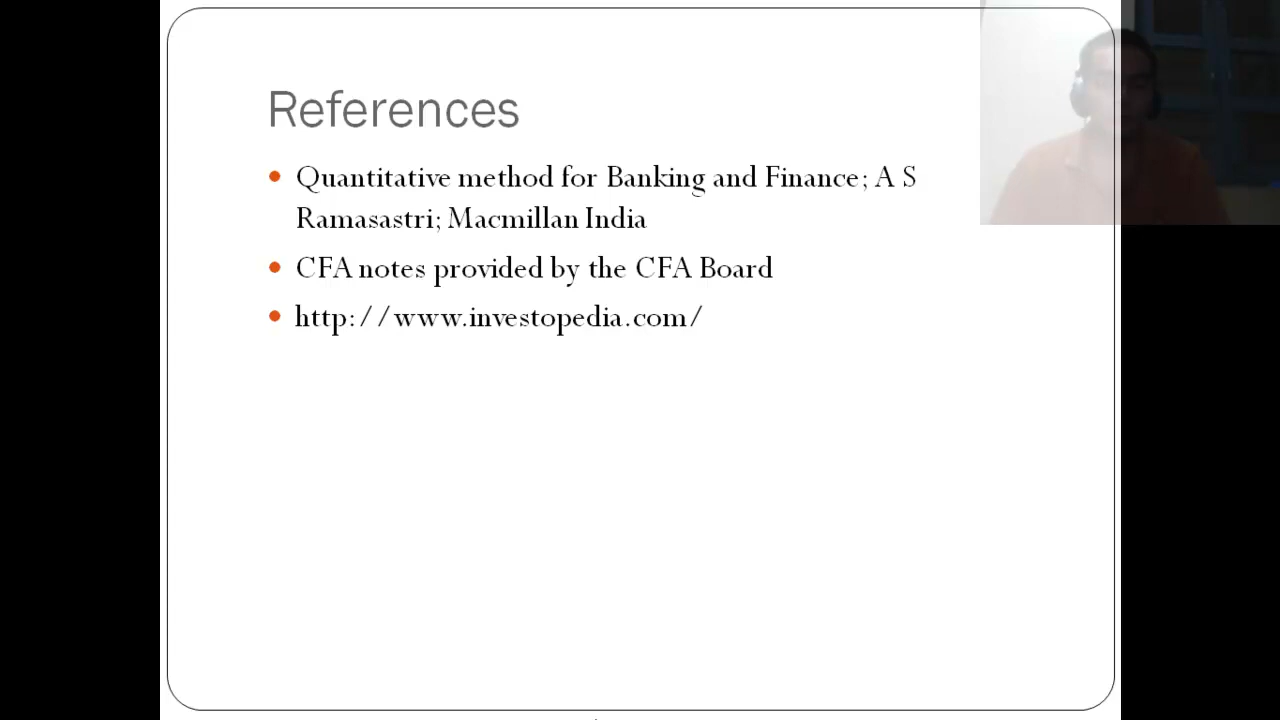 References
Quantitative method for Banking and Finance; A S
Ramasastri; Macmillan India
CFA notes provided by the CFA Board
http://www.investopedia.com/